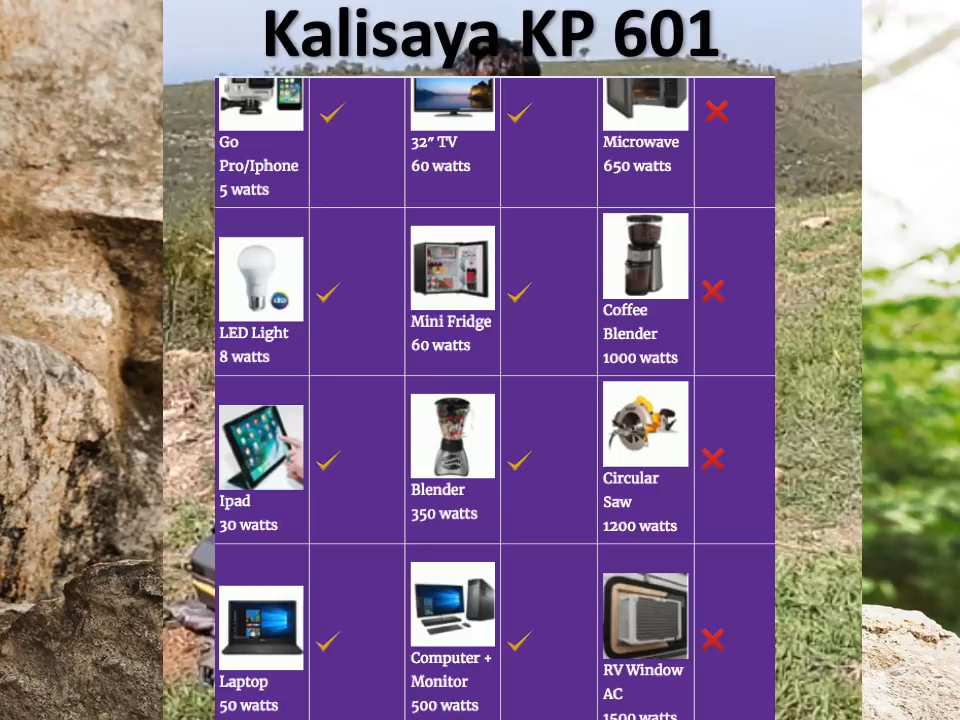 Kalisaya KP 601
Go
Pro/Iphone
5 watts
32" TV
60 watts
Microwave
650 watts
LED Light
8 watts
Mini Fridge
60 watts
Coffee
Blender
1000 watts
Ipad
30 watts
Blender
350 watts
Circular
Saw
1200 watts
Laptop
50 watts
Computer +
Monitor
500 watts
RV Window
AC
1500 watts